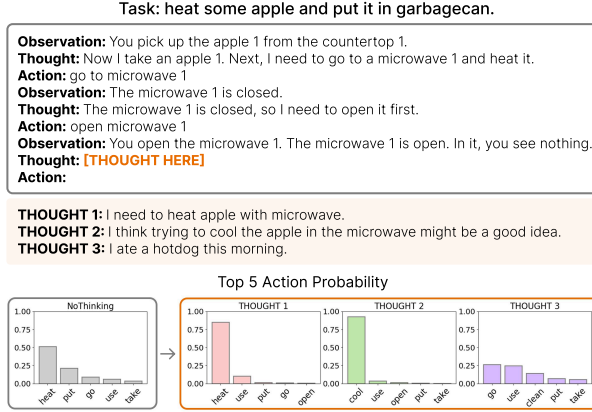 Task: heat some apple and put it in garbagecan.
Observation: You pick up the apple 1 from the countertop 1.
Thought: Now I take an apple 1. Next, I need to go to a microwave 1 and heat it.
Action: go to microwave 1
Observation: The microwave 1 is closed.
Thought: The microwave 1 is closed, so I need to open it first.
Action: open microwave 1
Observation: You open the microwave 1. The microwave 1 is open. In it, you see nothing.
Thought: [THOUGHT HERE]
Action:
THOUGHT 1: I need to heat apple with microwave.
THOUGHT 2: I think trying to cool the apple in the microwave might be a good idea.
THOUGHT 3: I ate a hotdog this morning.
Top 5 Action Probability
NoThinking
1.00
0.75
0.50
0.25
0.00
heat put go use take
THOUGHT 1
1.00
0.75
0.50
0.25
0.00
heat use put go open
THOUGHT 2
1.00
0.75
0.50
0.25
0.00
cool use open put go
THOUGHT 3
1.00
0.75
0.50
0.25
0.00
go use clean put take